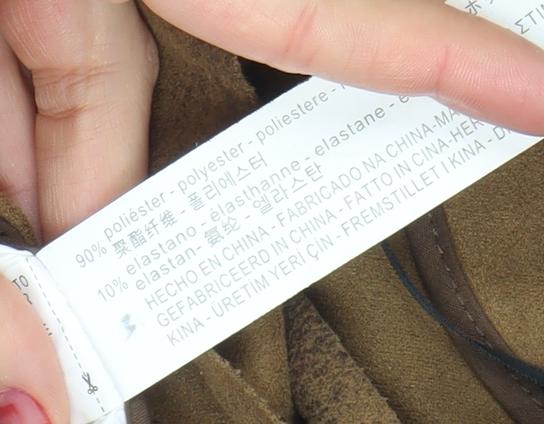 90% poliéster - polyester - poliestere -
聚酯纤维 - 폴리에스터
10% elastano - élasthanne - elastane -
elastan - 氨纶 - 엘라스탄
HECHO EN CHINA - FABRICADO NA CHINA-MA
GEFABRICEERD IN CHINA - FATTO IN CINA-HER
KINA - ÜRETIM YERI ÇIN - FREMSTILLET I KINA -
ΣΤΙ
TO